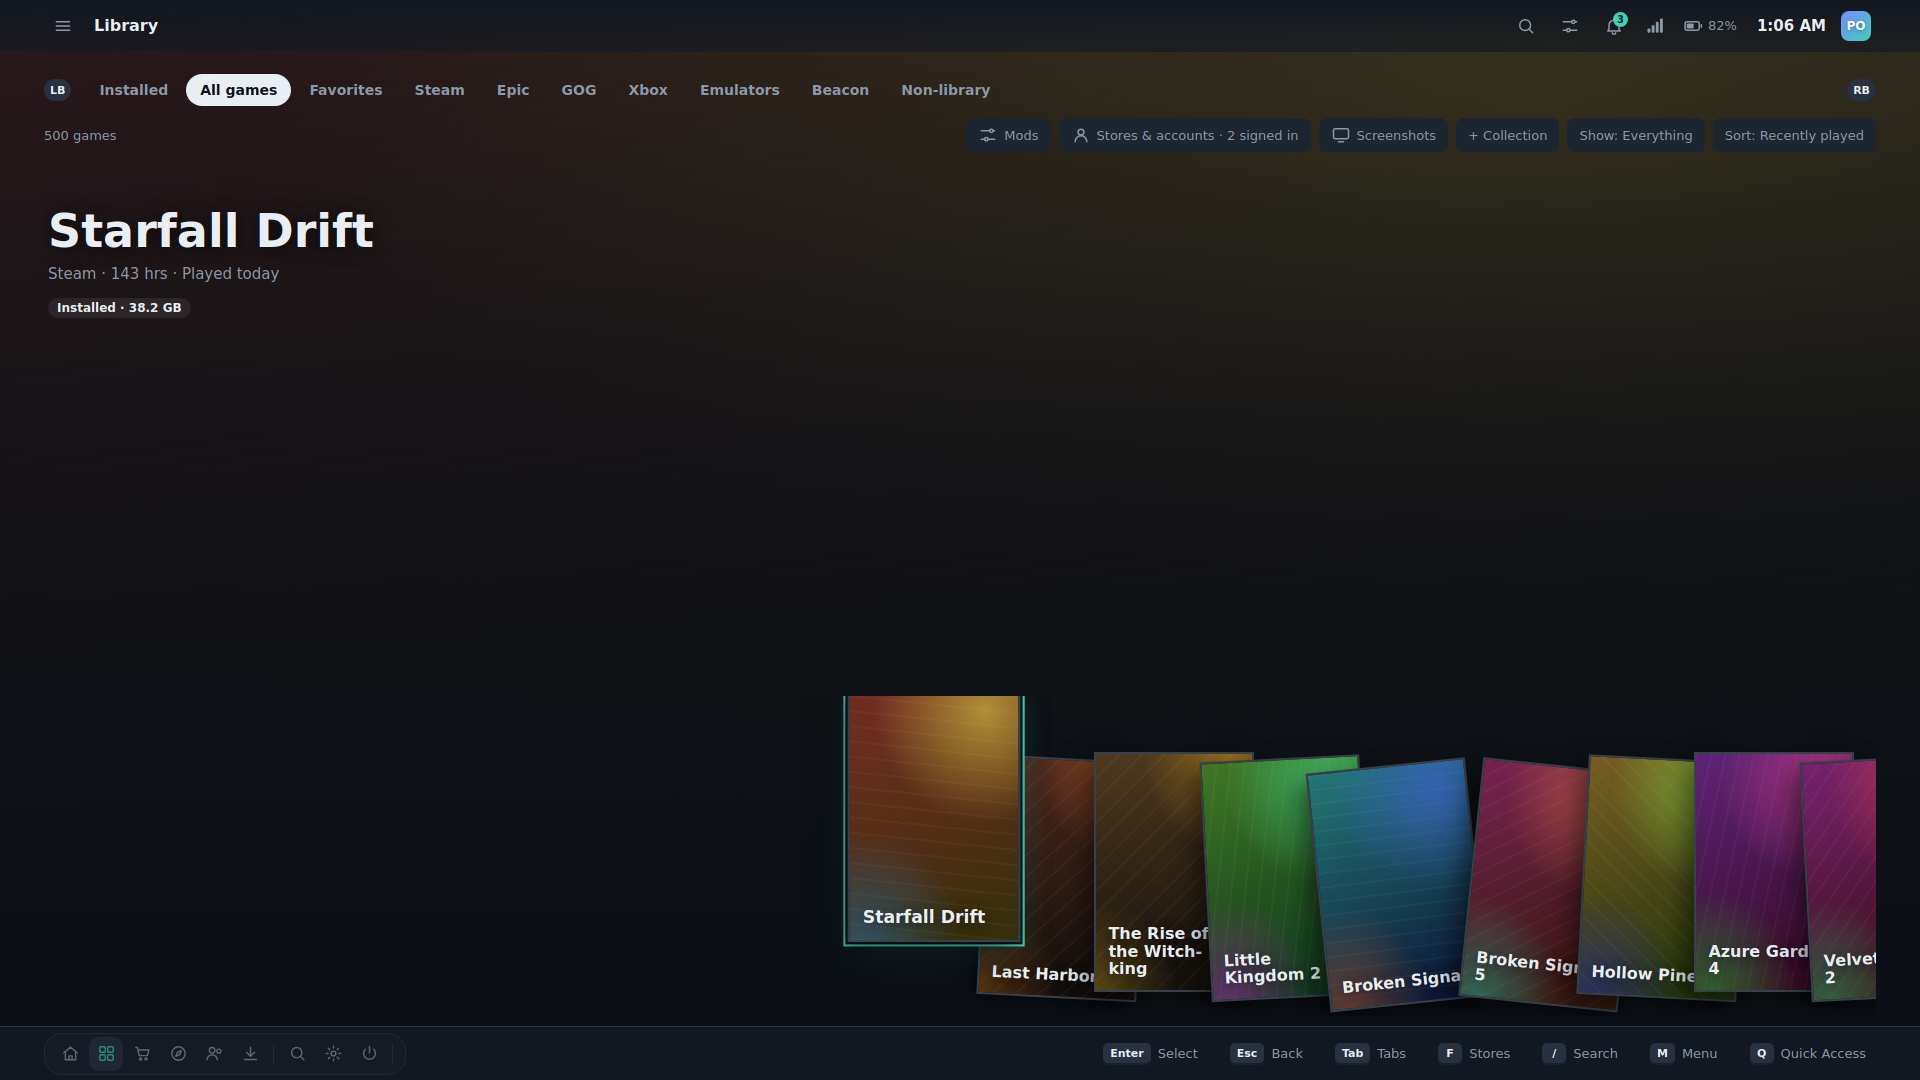 Library
3
82%
1:06 AM
PO
LB
Installed
All games
Favorites
Steam
Epic
GOG
Xbox
Emulators
Beacon
Non-library
RB
500 games
Mods
Stores & accounts · 2 signed in
Screenshots
+ Collection
Show: Everything
Sort: Recently played
Starfall Drift
Steam · 143 hrs · Played today
Installed · 38.2 GB
Starfall Drift
Last Harbor
The Rise of
the Witch-
king
Little
Kingdom 2
Broken Signa
Broken Sign
5
Hollow Pine
Azure Gard
4
Velvet
2
Enter Select
Esc Back
Tab Tabs
F Stores
/ Search
M Menu
Q Quick Access